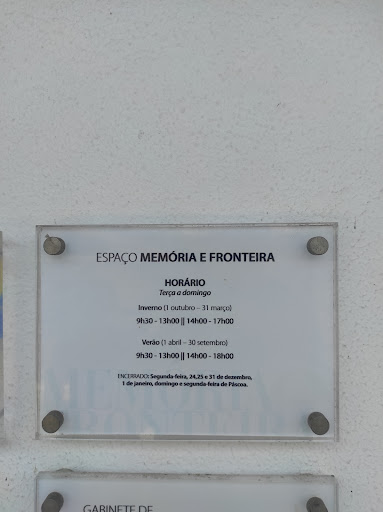 ESPAÇO MEMÓRIA E FRONTEIRA
HORÁRIO
Terça a domingo
Inverno (1 outubro – 31 março)
9h30 - 13h00 || 14h00 - 17h00
Verão (1 abril – 30 setembro)
9h30 - 13h00 || 14h00 - 18h00
ENCERRADO: Segunda-feira, 24,25 e 31 de dezembro,
1 de janeiro, domingo e segunda-feira de Páscoa.
GABINETE DE